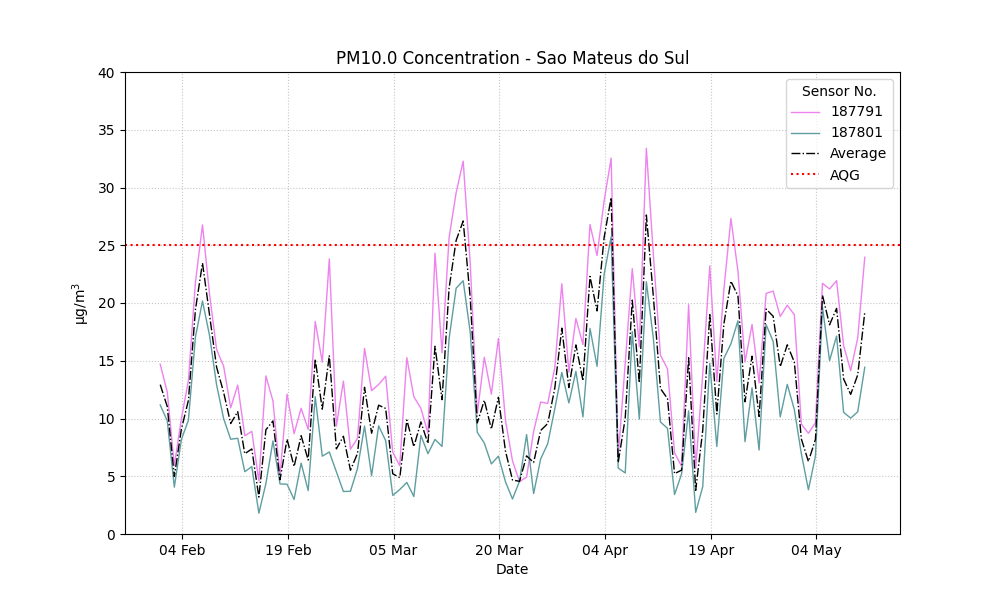 PM10.0 Concentration - Sao Mateus do Sul
40
35
30
25
20
15
10
5
0
µg/m³
Sensor No.
187791
187801
Average
AQG
04 Feb
19 Feb
05 Mar
20 Mar
04 Apr
19 Apr
04 May
Date